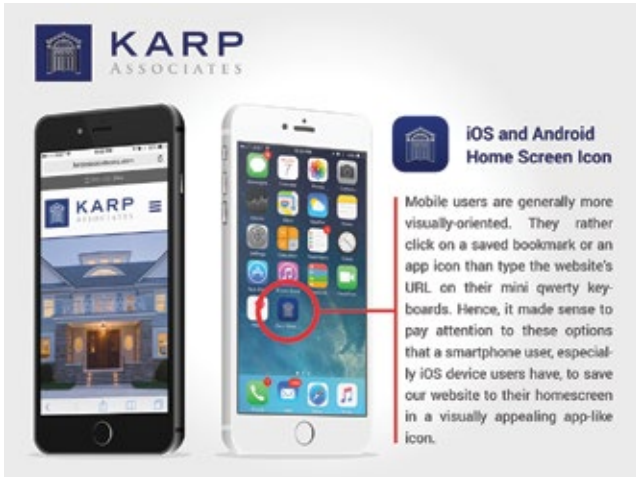 KARP
ASSOCIATES
KARP
ASSOCIATES
iOS and Android
Home Screen Icon
Mobile users are generally more
visually-oriented. They rather
click on a saved bookmark or an
app icon than type the website's
URL on their mini qwerty key-
boards. Hence, it made sense to
pay attention to these options
that a smartphone user, especial-
ly iOS device users have, to save
our website to their homescreen
in a visually appealing app-like
icon.